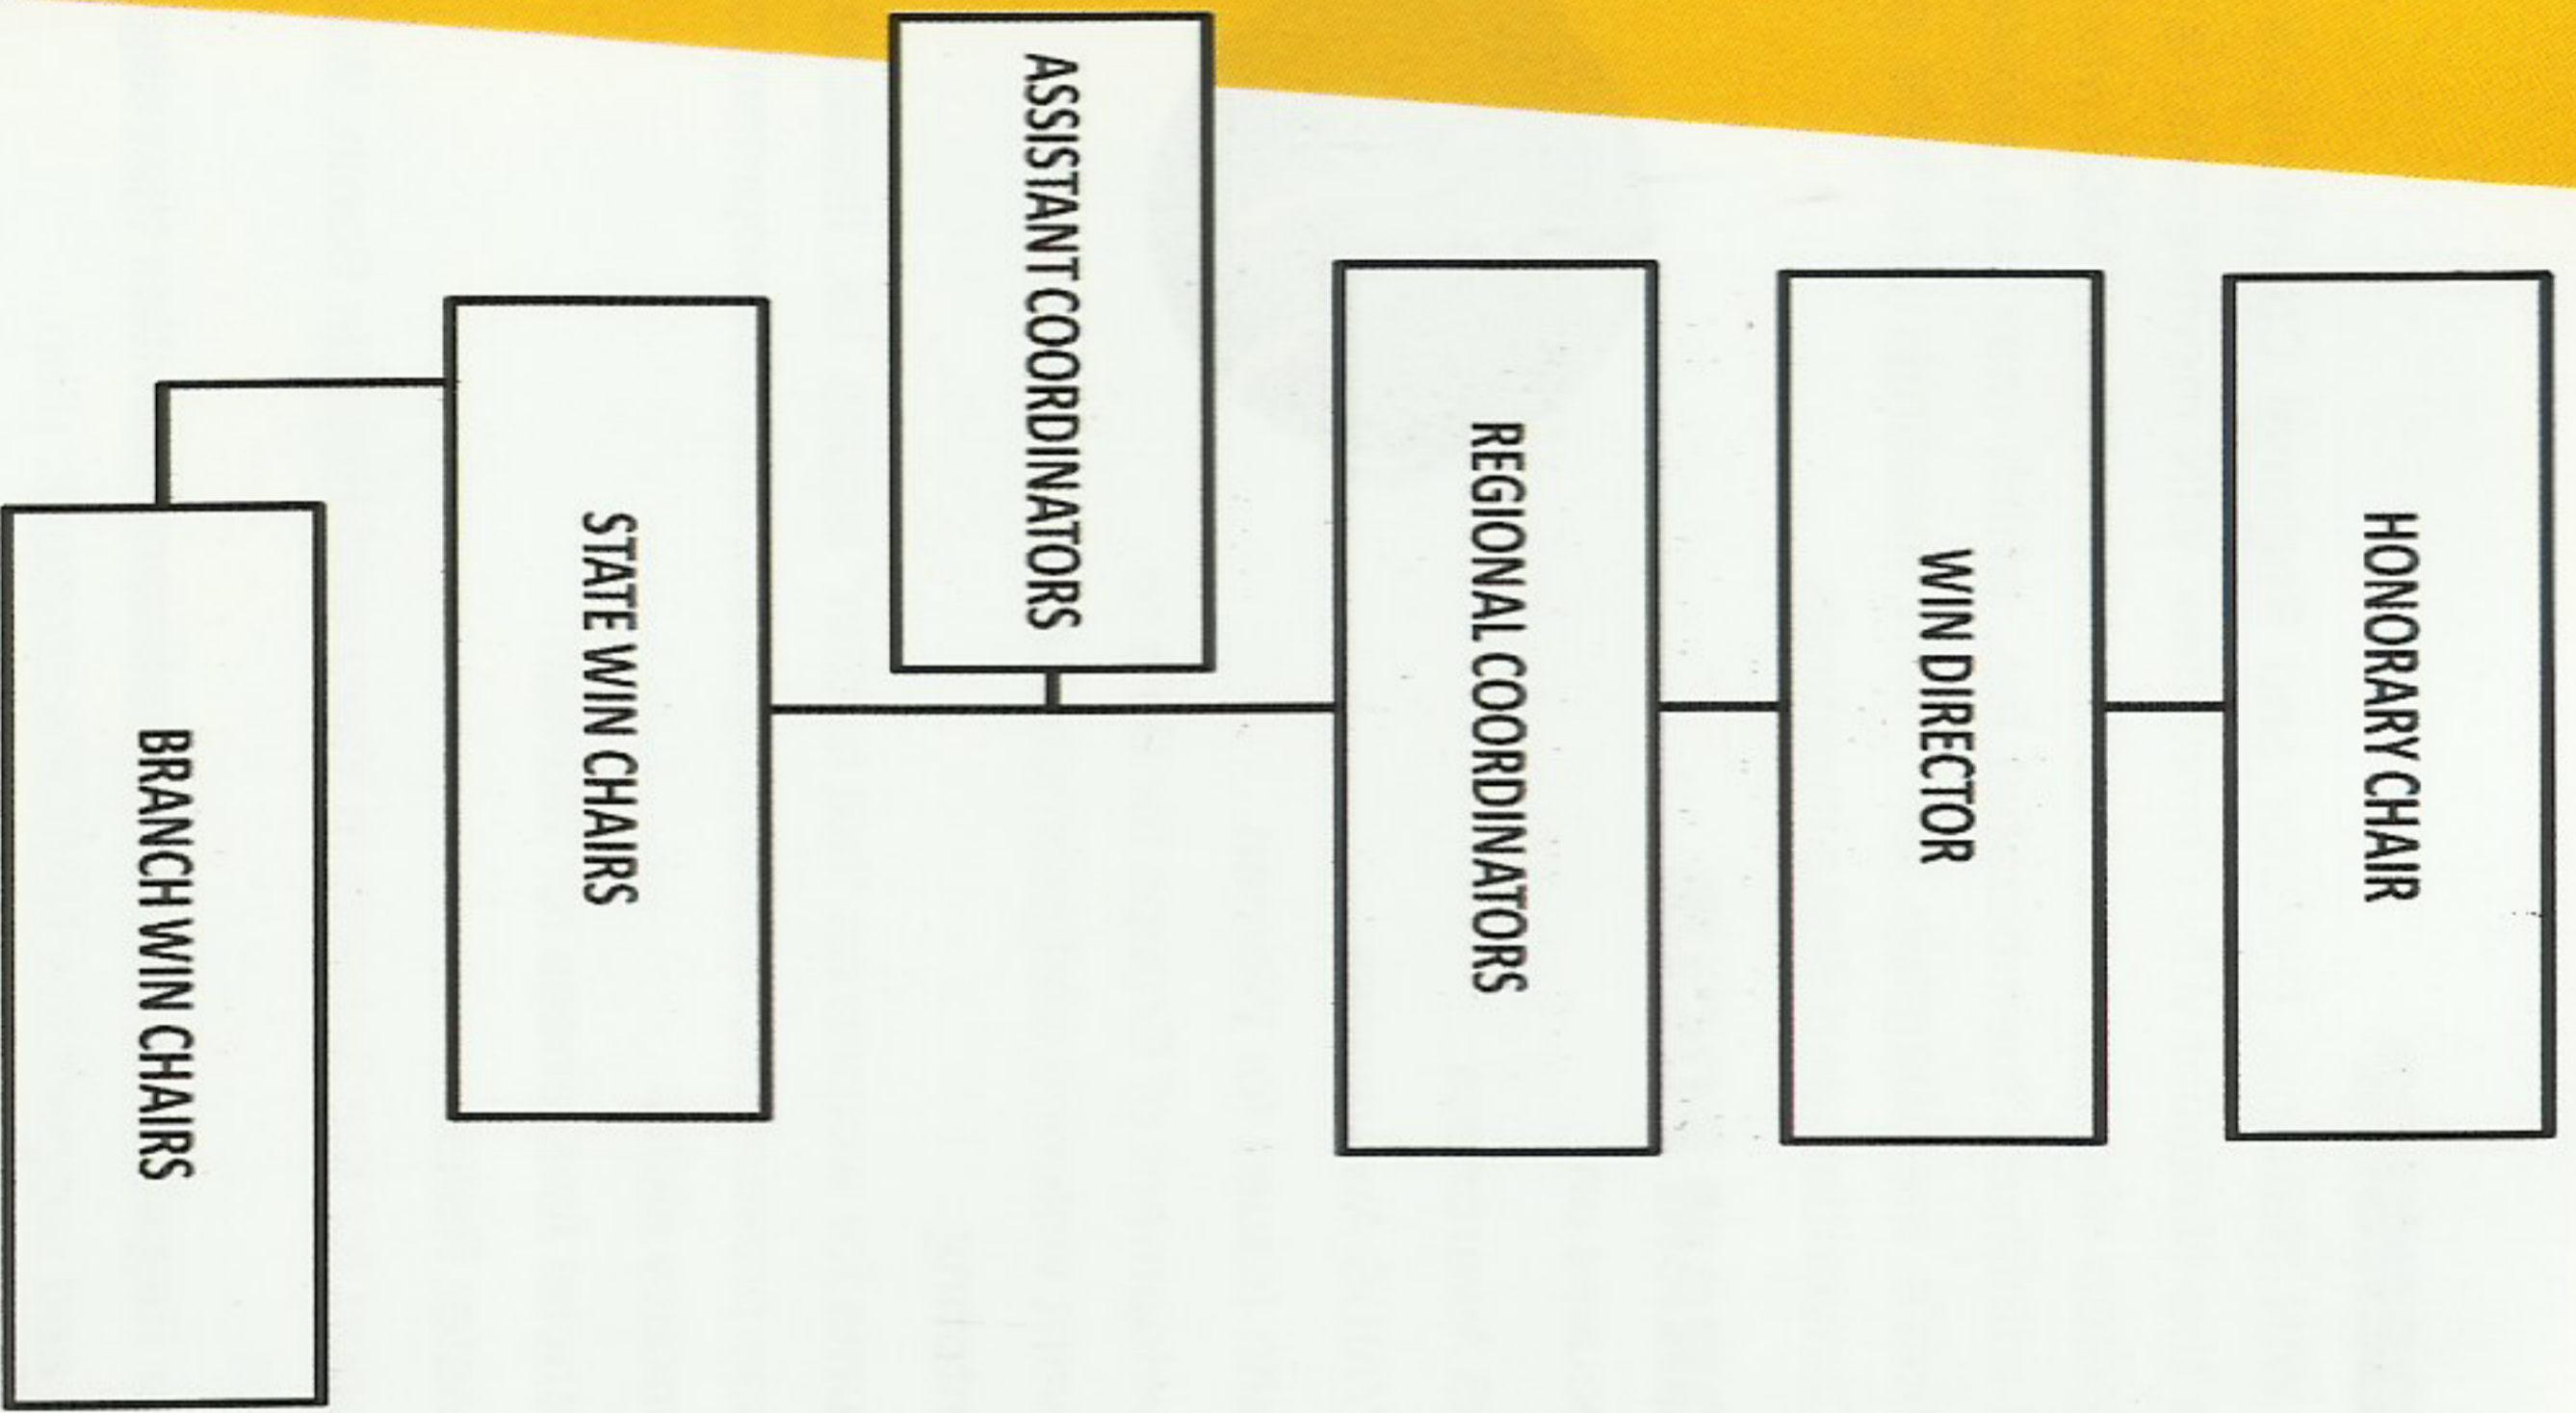 HONORARY CHAIR
WIN DIRECTOR
REGIONAL COORDINATORS
ASSISTANT COORDINATORS
STATE WIN CHAIRS
BRANCH WIN CHAIRS